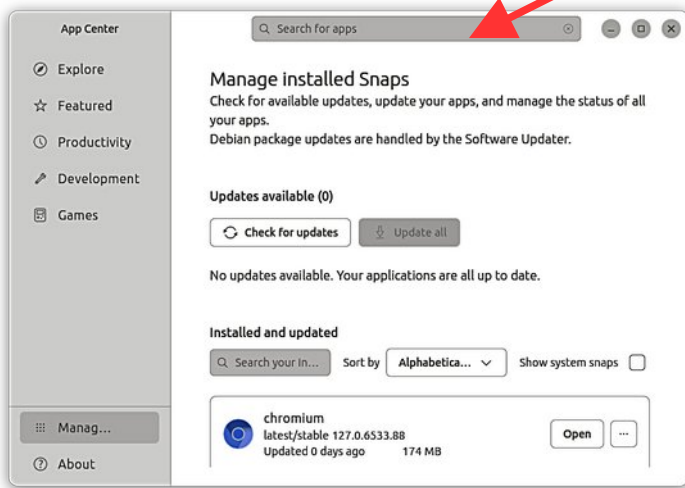 App Center
Search for apps
Explore
Featured
Productivity
Development
Games
Manag...
About
Manage installed Snaps
Check for available updates, update your apps, and manage the status of all
your apps.
Debian package updates are handled by the Software Updater.
Updates available (0)
Check for updates
Update all
No updates available. Your applications are all up to date.
Installed and updated
Search your In...
Sort by
Alphabetica...
Show system snaps
chromium
latest/stable 127.0.6533.88
Updated 0 days ago 174 MB
Open
...